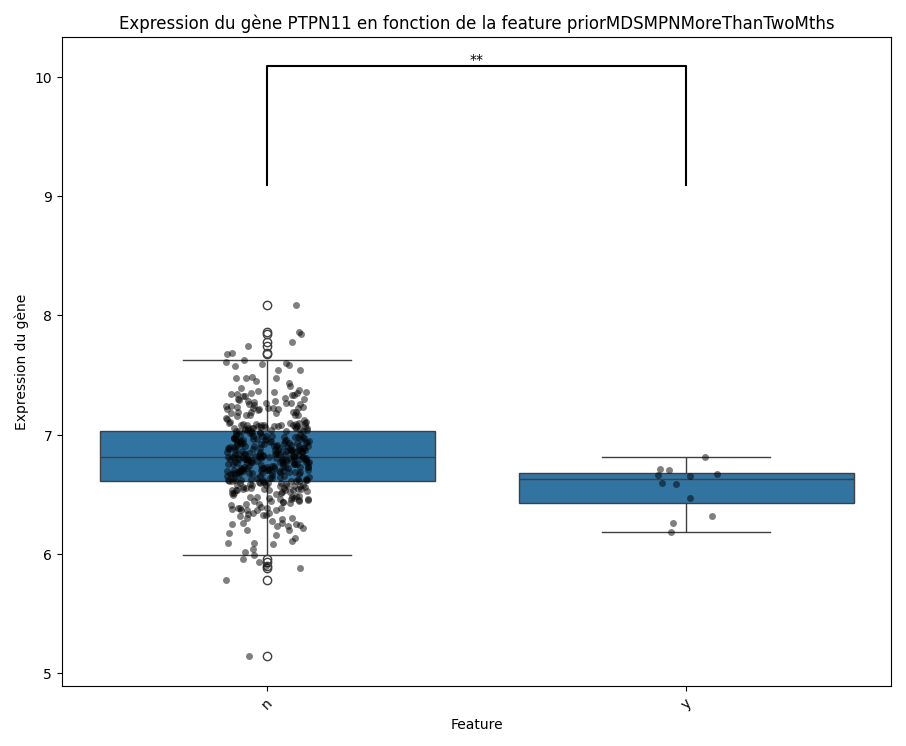 Expression du gène PTPN11 en fonction de la feature priorMDSMPNMoreThanTwoMths
**
10
9
8
7
6
5
Expression du gène
n
y
Feature